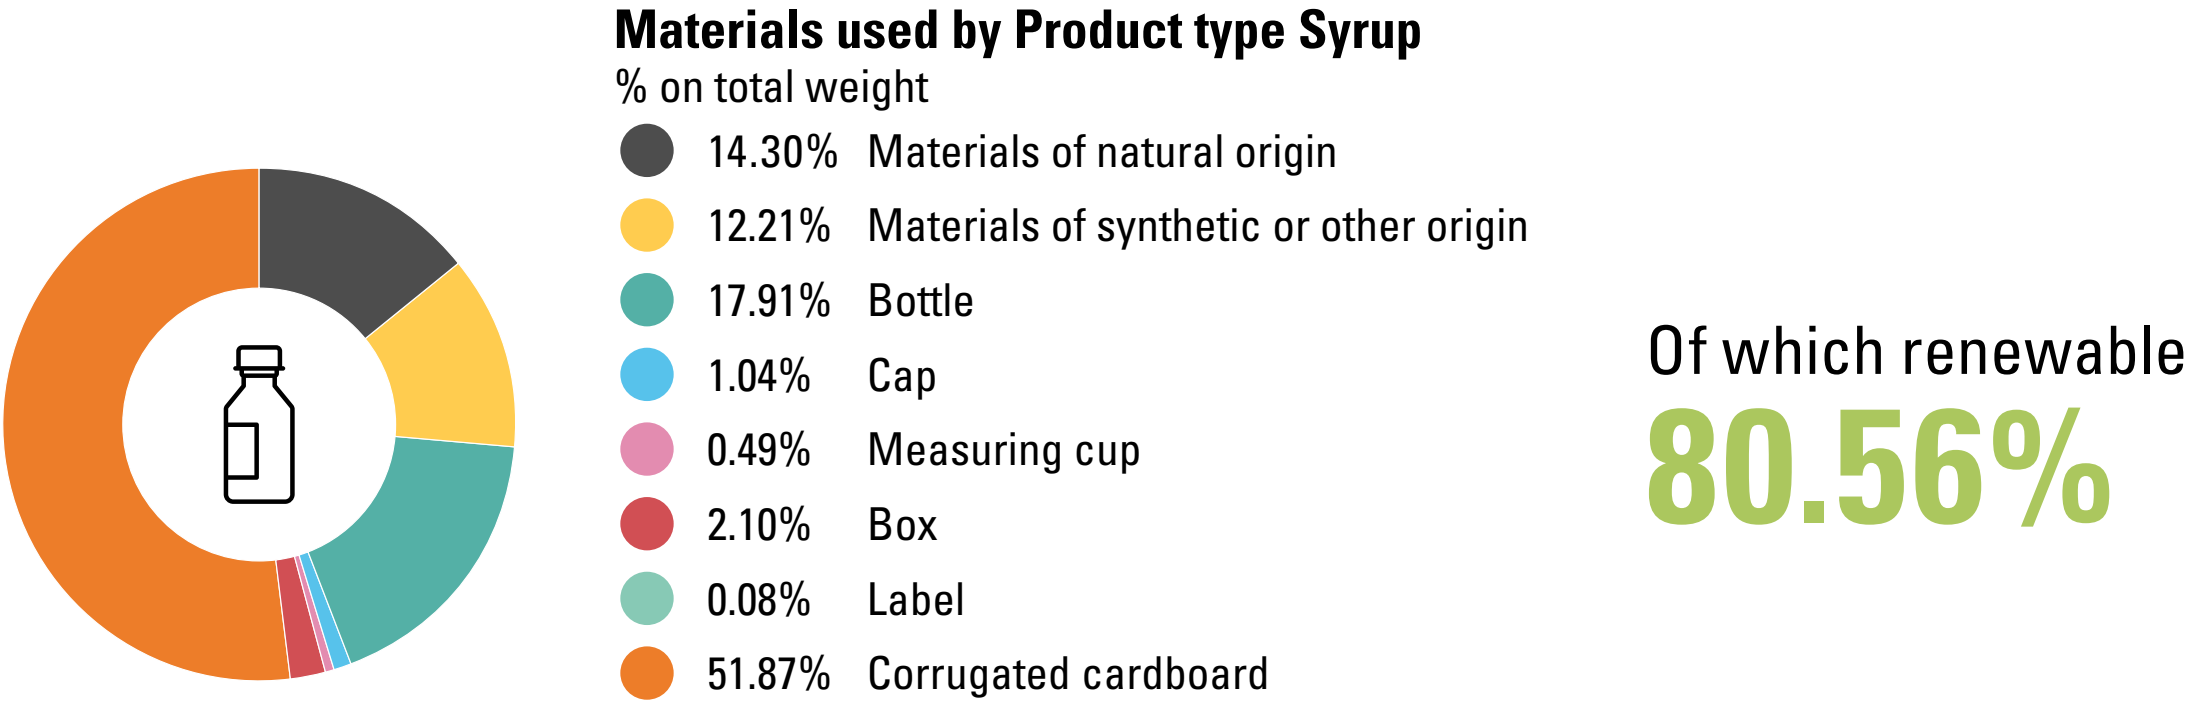 Materials used by Product type Syrup
% on total weight
14.30% Materials of natural origin
12.21% Materials of synthetic or other origin
17.91% Bottle
1.04% Cap
0.49% Measuring cup
2.10% Box
0.08% Label
51.87% Corrugated cardboard
Of which renewable
80.56%